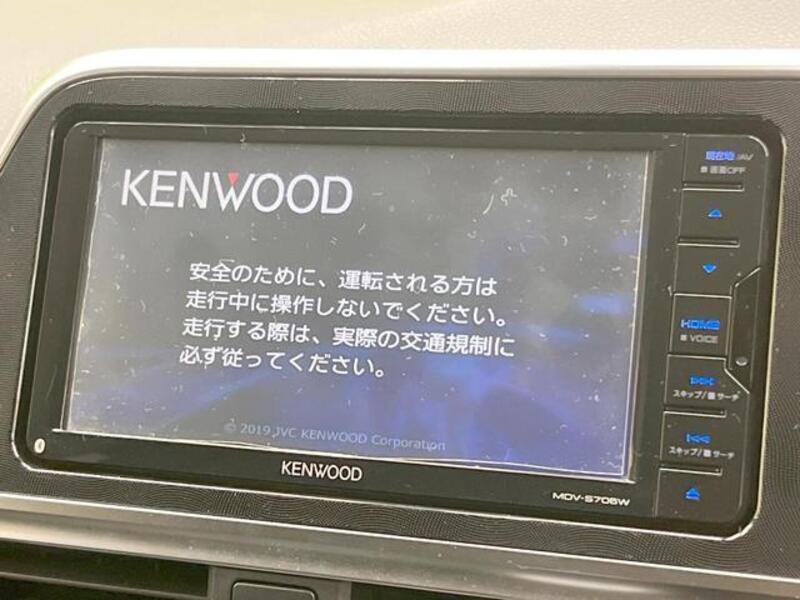 KENWOOD
安全のために、運転される方は
走行中に操作しないでください。
走行する際は、実際の交通規制に
必ず従ってください。
© 2019 JVC KENWOOD Corporation
KENWOOD
MDV-S706W
現在地/AV
■ 画面OFF
HOME
■ VOICE
スキップ/■サーチ
スキップ/■サーチ